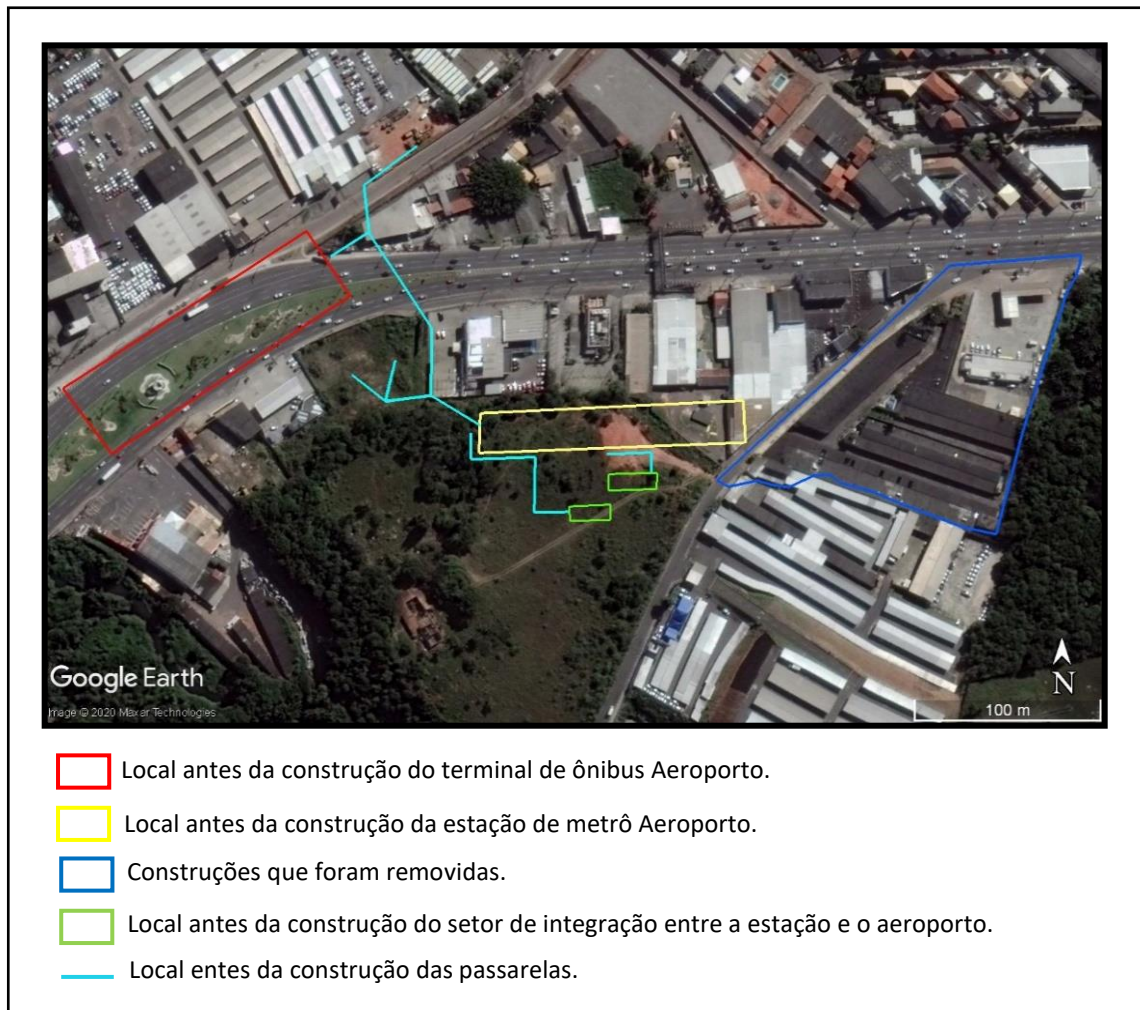 Google Earth
Image © 2020 Maxar Technologies
N
100 m
Local antes da construção do terminal de ônibus Aeroporto.
Local antes da construção da estação de metrô Aeroporto.
Construções que foram removidas.
Local antes da construção do setor de integração entre a estação e o aeroporto.
Local entes da construção das passarelas.